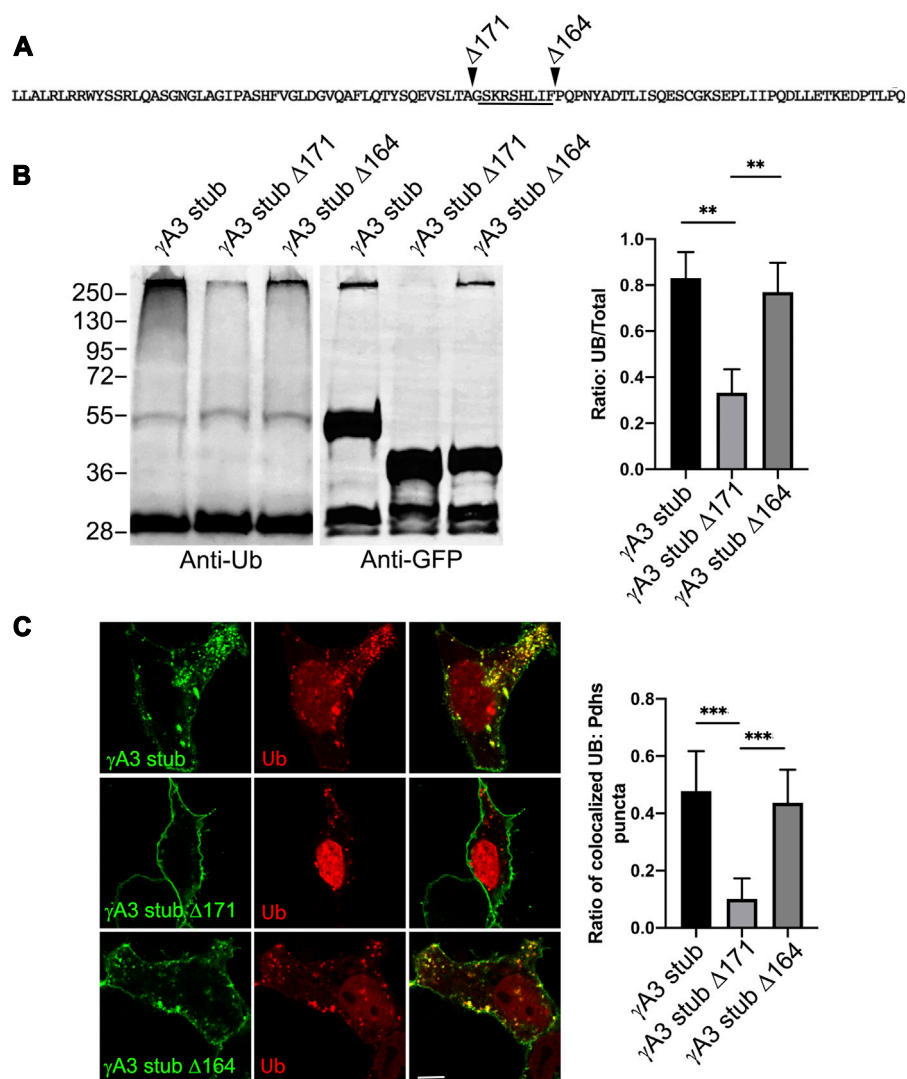 A
Δ171
Δ164
LLALRLRRWYSSRLQASGNGLAGIPASHFVGLDGVQAFLQTYSQEVSLTAGSKRSHLIFPQPNYADTLISQESCGKSEPLIIPQDLLETKEDPTLPQ
B
γA3 stub
γA3 stub Δ171
γA3 stub Δ164
γA3 stub
γA3 stub Δ171
γA3 stub Δ164
250
130
95
72
55
36
28
Anti-Ub
Anti-GFP
**
**
Ratio: UB/Total
1.0
0.8
0.6
0.4
0.2
0.0
γA3 stub
γA3 stub Δ171
γA3 stub Δ164
C
γA3 stub
Ub
γA3 stub Δ171
Ub
γA3 stub Δ164
Ub
***
***
Ratio of colocalized UB: Pdhs
puncta
0.8
0.6
0.4
0.2
0.0
γA3 stub
γA3 stub Δ171
γA3 stub Δ164